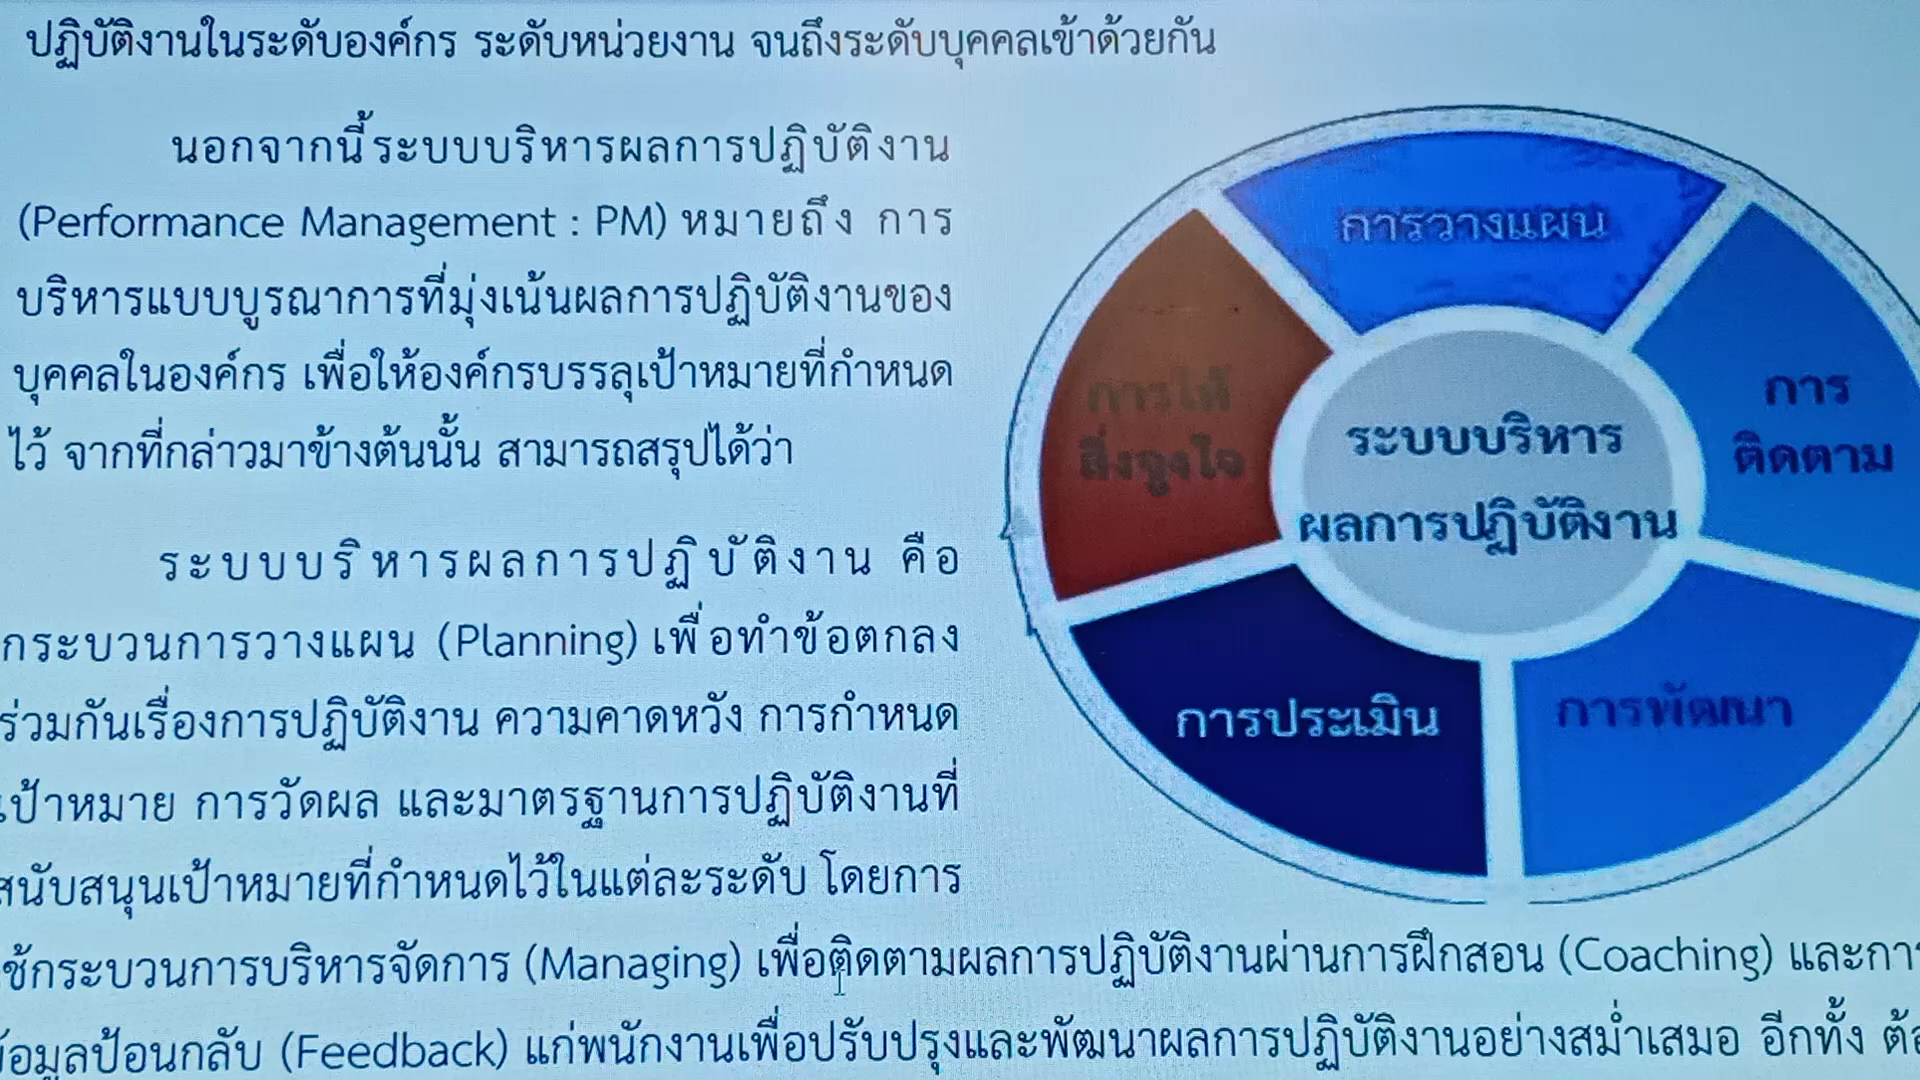 ปฏิบัติงานในระดับองค์กร ระดับหน่วยงาน จนถึงระดับบุคคลเข้าด้วยกัน
นอกจากนี้ระบบบริหารผลการปฏิบัติงาน
(Performance Management : PM) หมายถึง การ
บริหารแบบบูรณาการที่มุ่งเน้นผลการปฏิบัติงานของ
บุคคลในองค์กร เพื่อให้องค์กรบรรลุเป้าหมายที่กำหนด
ไว้ จากที่กล่าวมาข้างต้นนั้น สามารถสรุปได้ว่า
ระบบบริหารผลการปฏิบัติงาน คือ
กระบวนการวางแผน (Planning) เพื่อทำข้อตกลง
ร่วมกันเรื่องการปฏิบัติงาน ความคาดหวัง การกำหนด
เป้าหมาย การวัดผล และมาตรฐานการปฏิบัติงานที่
สนับสนุนเป้าหมายที่กำหนดไว้ในแต่ละระดับ โดยการ
ช้กระบวนการบริหารจัดการ (Managing) เพื่อติดตามผลการปฏิบัติงานผ่านการฝึกสอน (Coaching) และกา
ข้อมูลป้อนกลับ (Feedback) แก่พนักงานเพื่อปรับปรุงและพัฒนาผลการปฏิบัติงานอย่างสม่ำเสมอ อีกทั้ง
การวางแผน
การ
ติดตาม
การพัฒนา
การประเมิน
การให้
สิ่งจูงใจ
ระบบบริหาร
ผลการปฏิบัติงาน